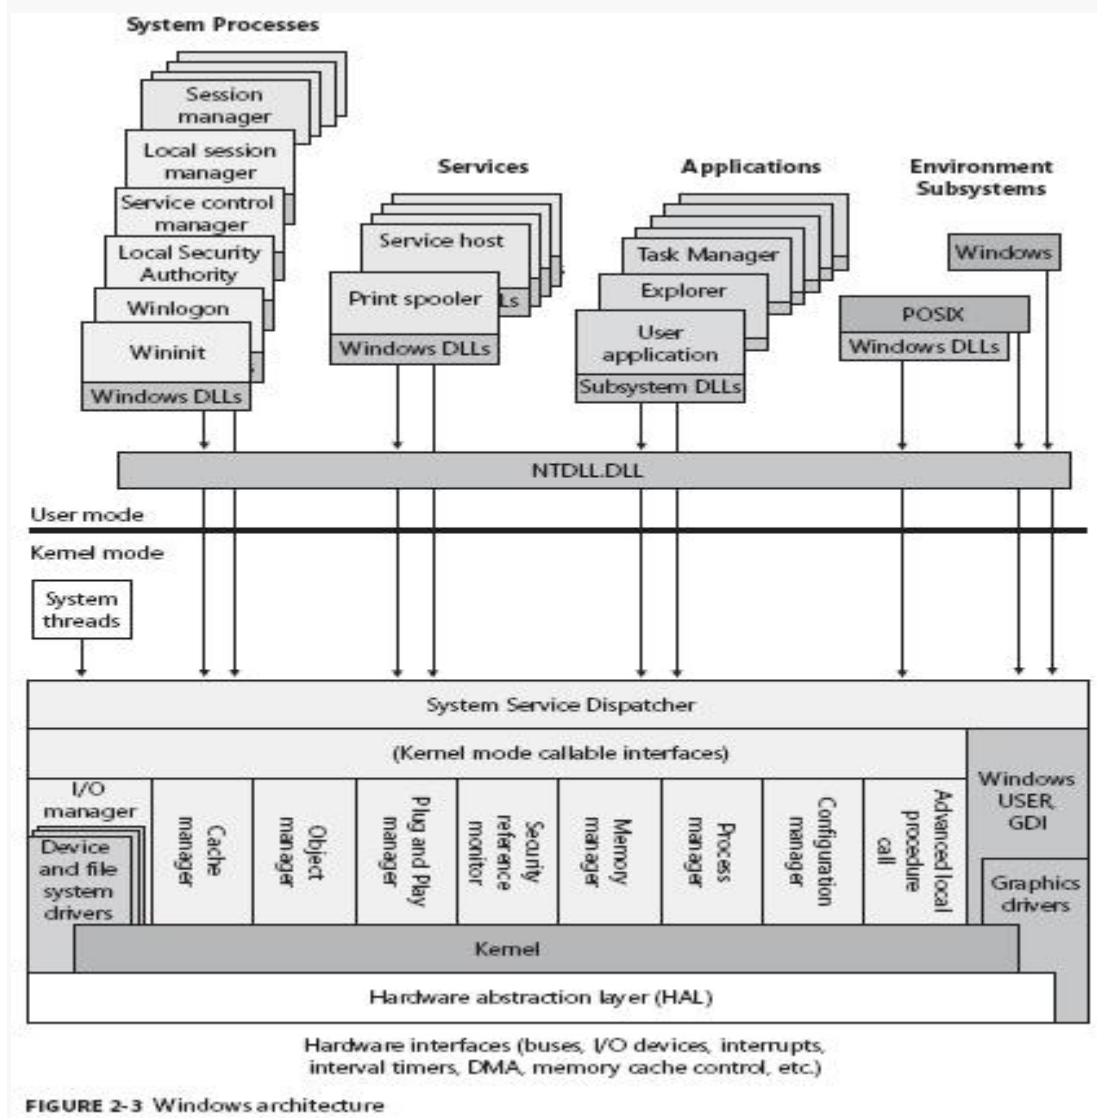 System Processes
Session
manager
Local session
manager
Service control
manager
Local Security
Authority
Winlogon
Wininit
Windows DLLs
Services
Service host
Print spooler
Ls
Windows DLLs
Applications
Task Manager
Explorer
User
application
Subsystem DLLs
Environment
Subsystems
Windows
POSIX
Windows DLLs
NTDLL.DLL
User mode
Kernel mode
System
threads
System Service Dispatcher
(Kernel mode callable interfaces)
I/O
manager
Device
and file
system
drivers
Cache
manager
Object
manager
Plug and Play
manager
Security
reference
monitor
Memory
manager
Process
manager
Configuration
manager
Advanced local
procedure
call
Windows
USER,
GDI
Graphics
drivers
Kernel
Hardware abstraction layer (HAL)
Hardware interfaces (buses, I/O devices, interrupts,
interval timers, DMA, memory cache control, etc.)
FIGURE 2-3 Windows architecture